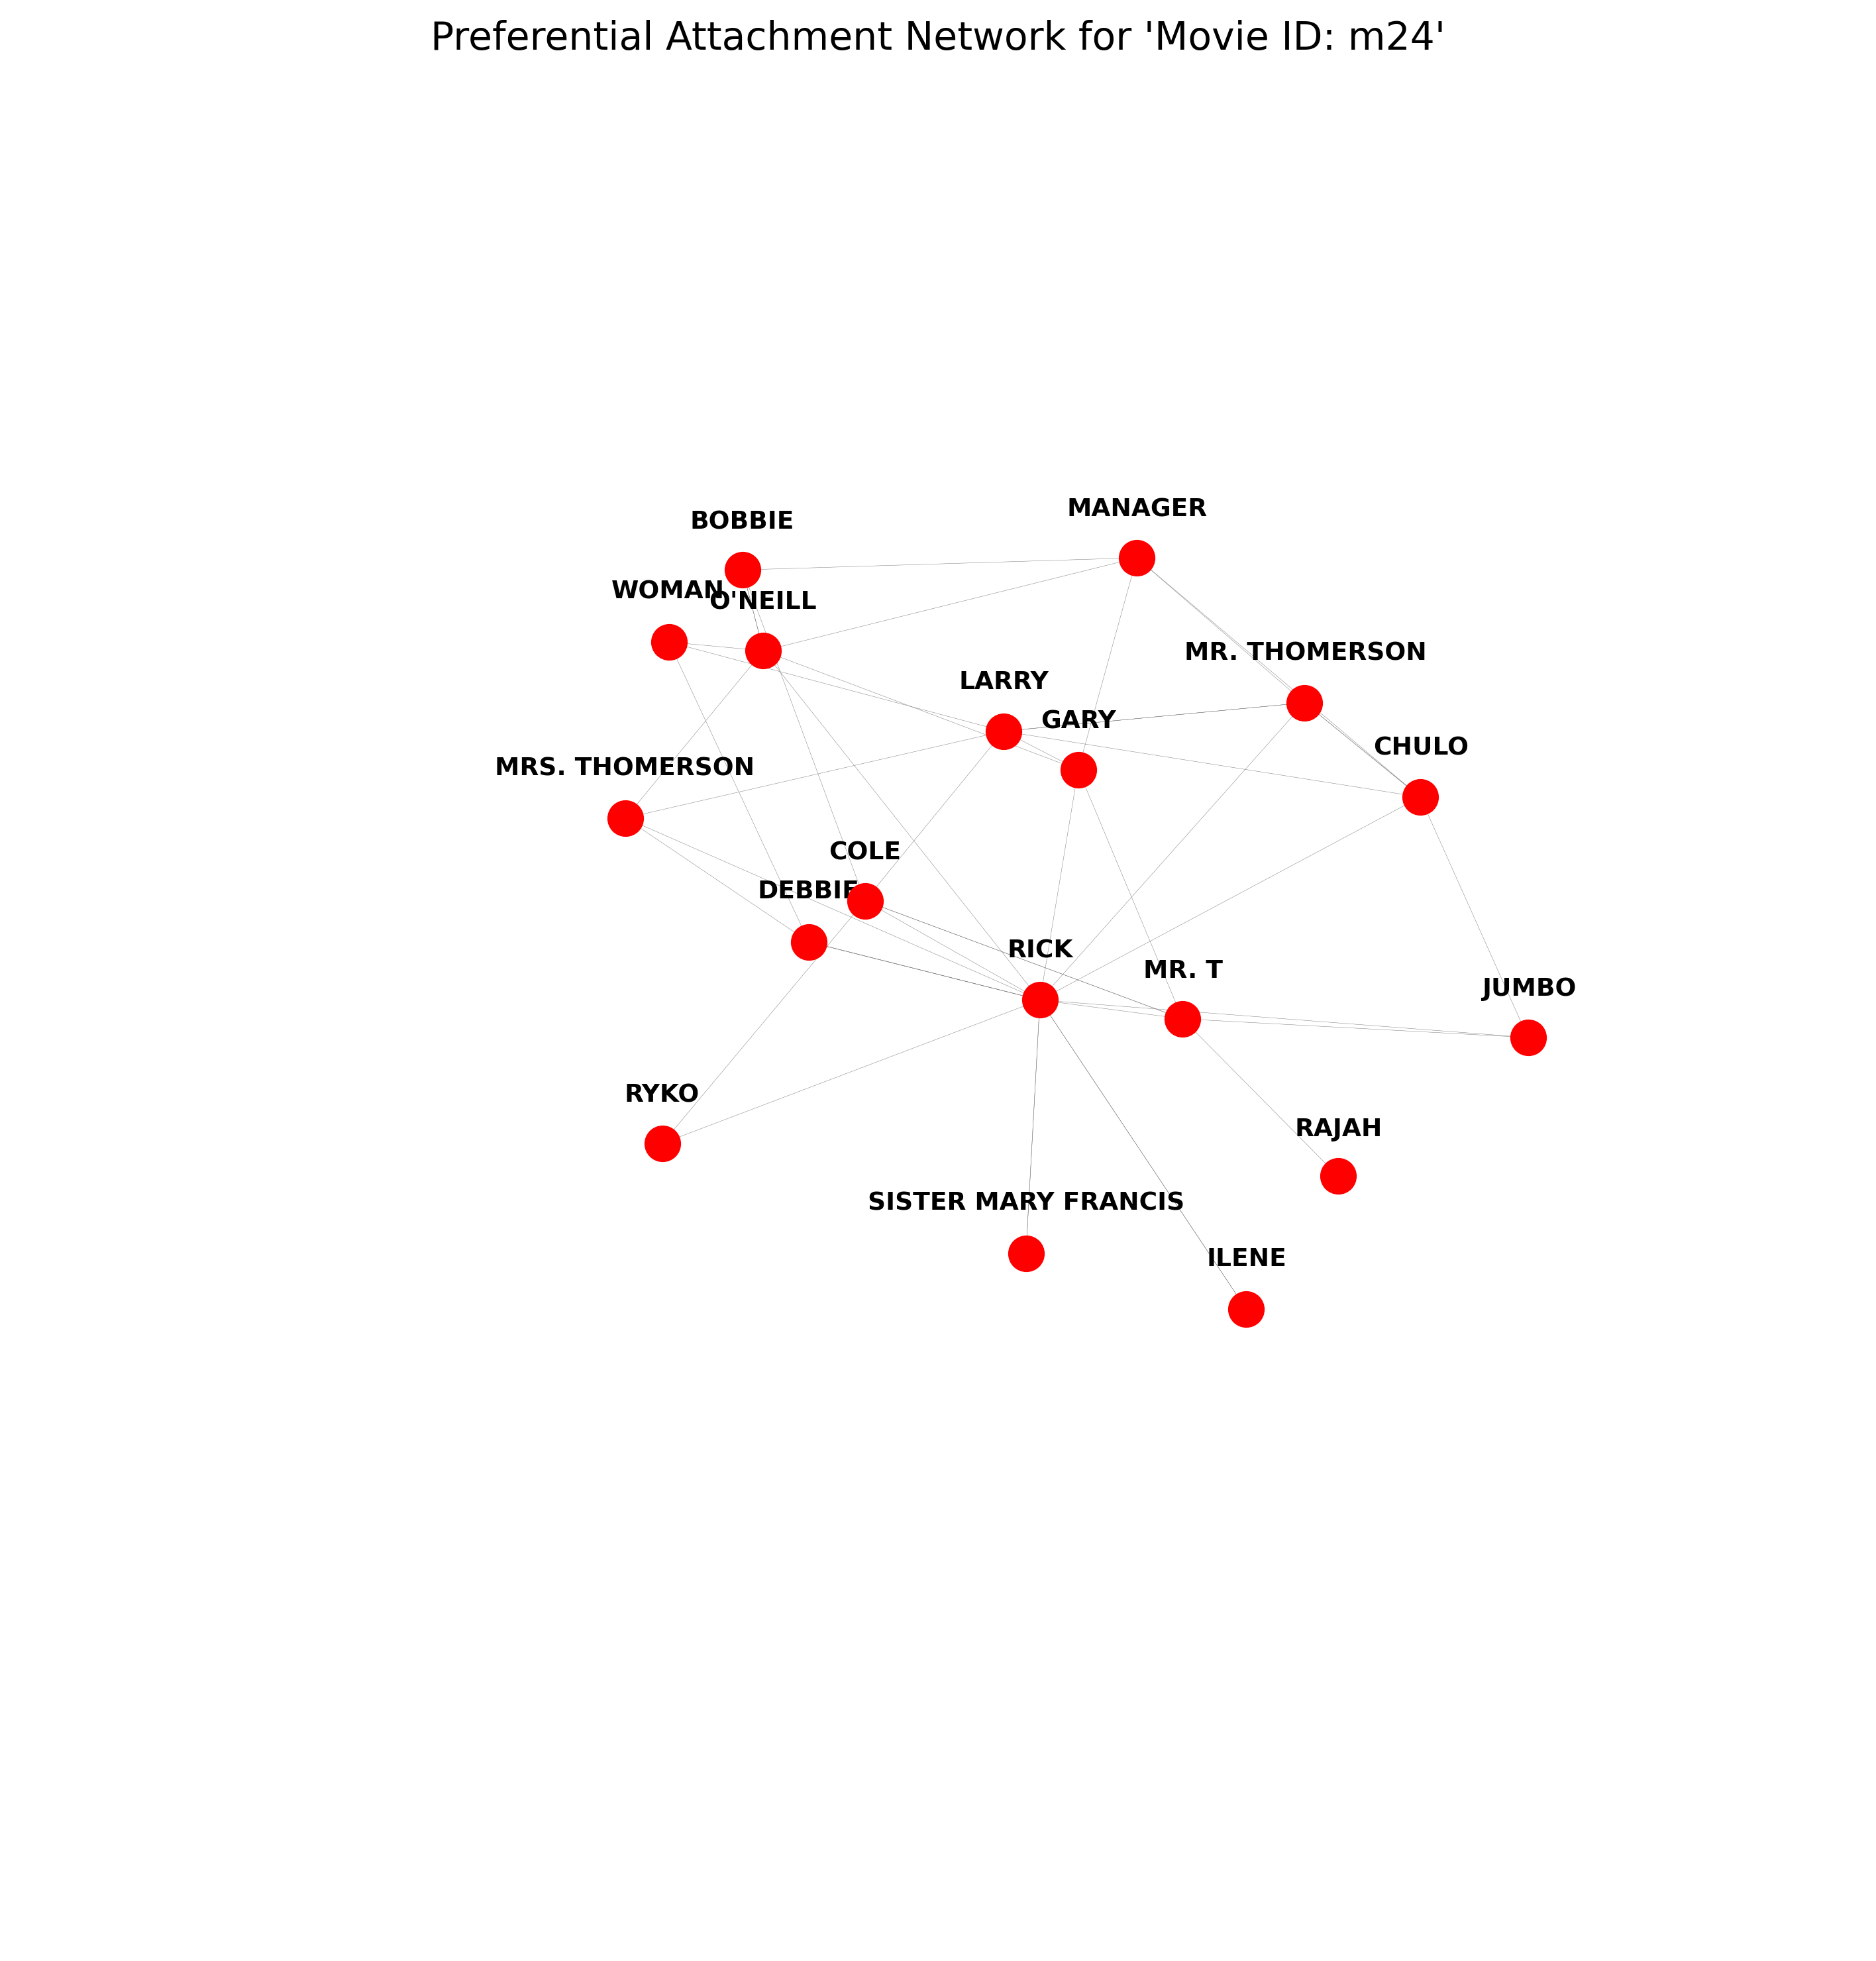 Preferential Attachment Network for 'Movie ID: m24'
MANAGER
BOBBIE
WOMAN
O'NEILL
MR. THOMERSON
LARRY
GARY
CHULO
MRS. THOMERSON
COLE
DEBBIE
RICK
MR. T
JUMBO
RYKO
RAJAH
SISTER MARY FRANCIS
ILENE